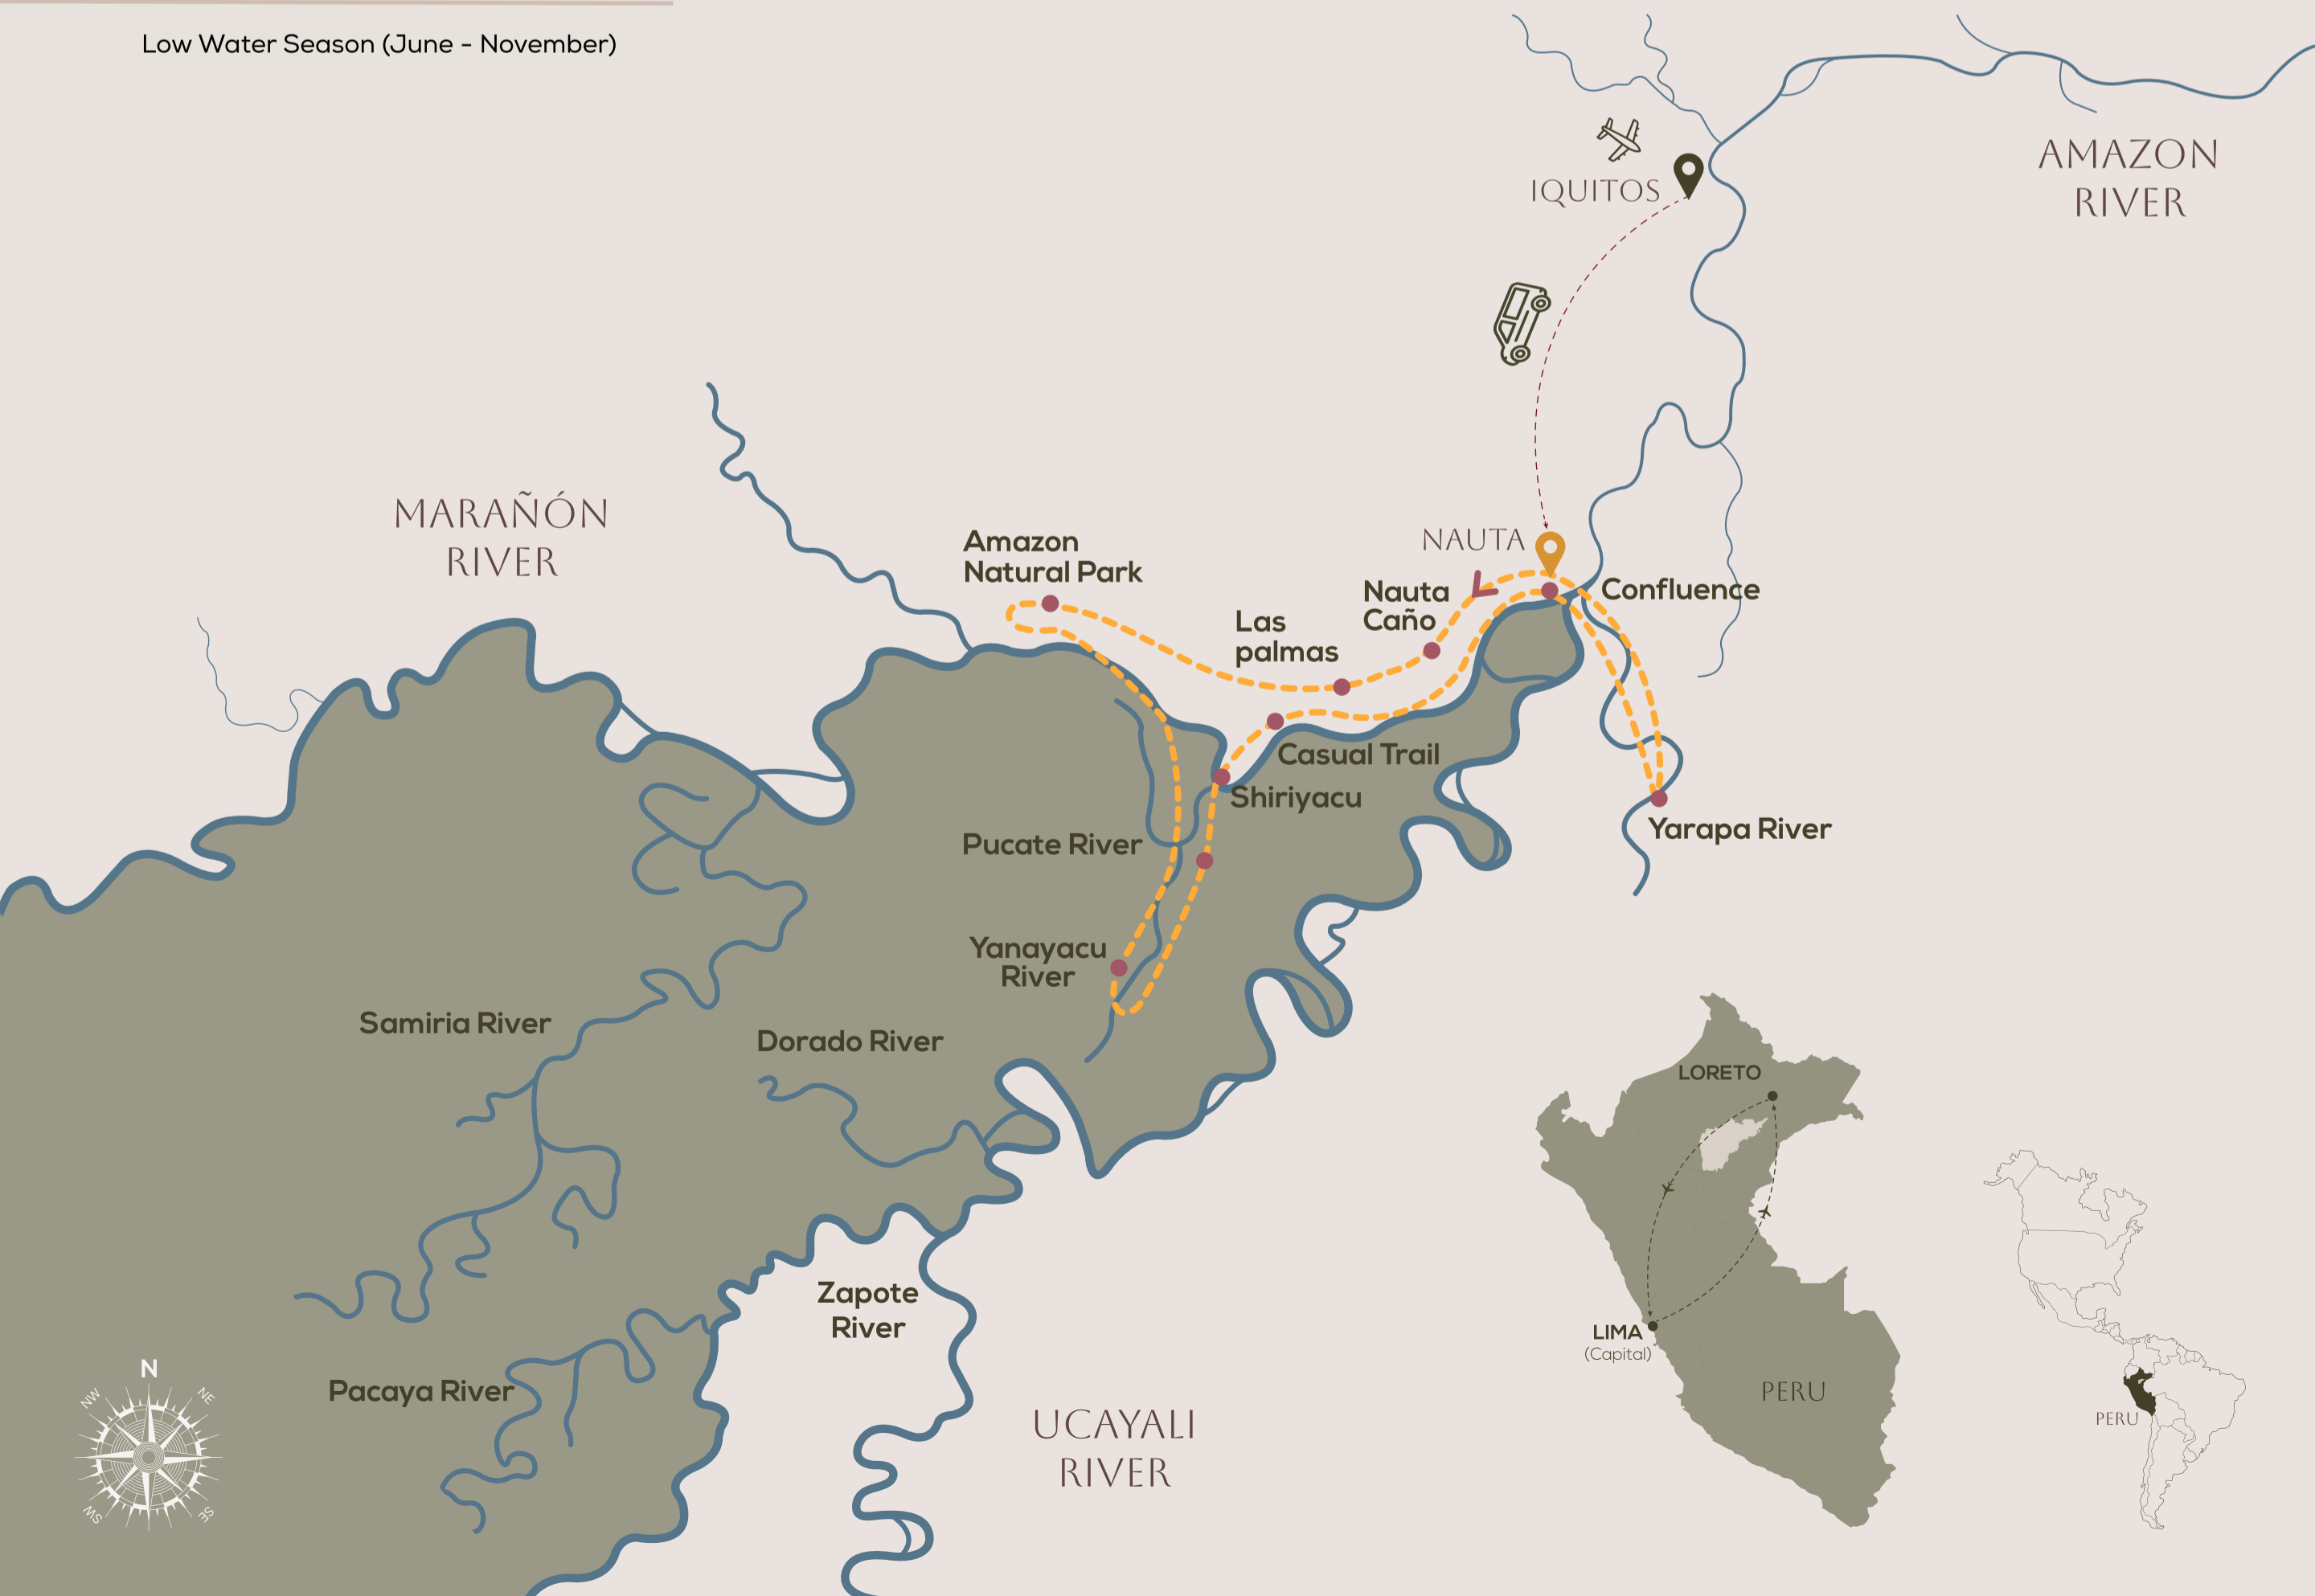 Low Water Season (June - November)
AMAZON
RIVER
IQUITOS
MARAÑÓN
RIVER
NAUTA
Amazon
Natural Park
Nauta
Caño
Confluence
Las
palmas
Casual Trail
Shiriyacu
Pucate River
Yarapa River
Yanayacu
River
Samiria River
Dorado River
LORETO
Zapote
River
LIMA
(Capital)
Pacaya River
PERU
UCAYALI
RIVER
PERU
N
NW
NE
SW
SE